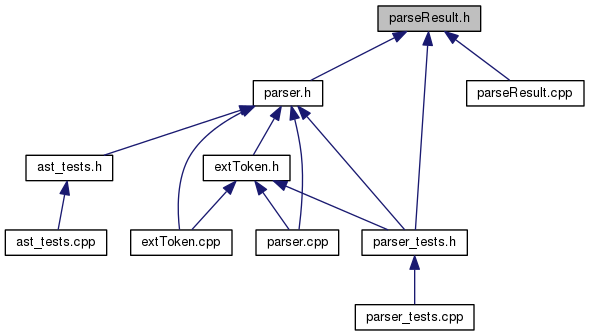 parseResult.h
parser.h
parseResult.cpp
ast_tests.h
extToken.h
ast_tests.cpp
extToken.cpp
parser.cpp
parser_tests.h
parser_tests.cpp